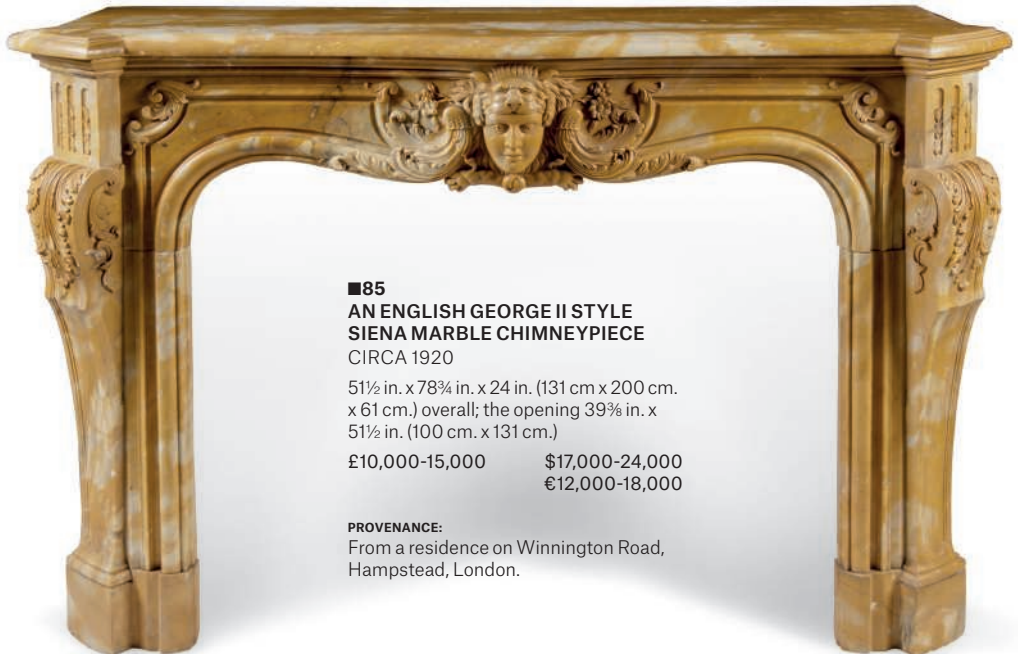 ■85
AN ENGLISH GEORGE II STYLE
SIENA MARBLE CHIMNEYPIECE
CIRCA 1920
51½ in. x 78¾ in. x 24 in. (131 cm x 200 cm.
x 61 cm.) overall; the opening 39⅜ in. x
51½ in. (100 cm. x 131 cm.)
£10,000-15,000 $17,000-24,000
€12,000-18,000
PROVENANCE:
From a residence on Winnington Road,
Hampstead, London.